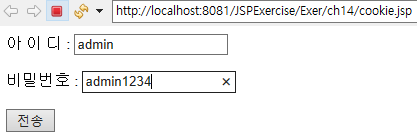 http://localhost:8081/JSPExercise/Exer/ch14/cookie.jsp
아 이 디 : admin
비밀번호 : admin1234
전송